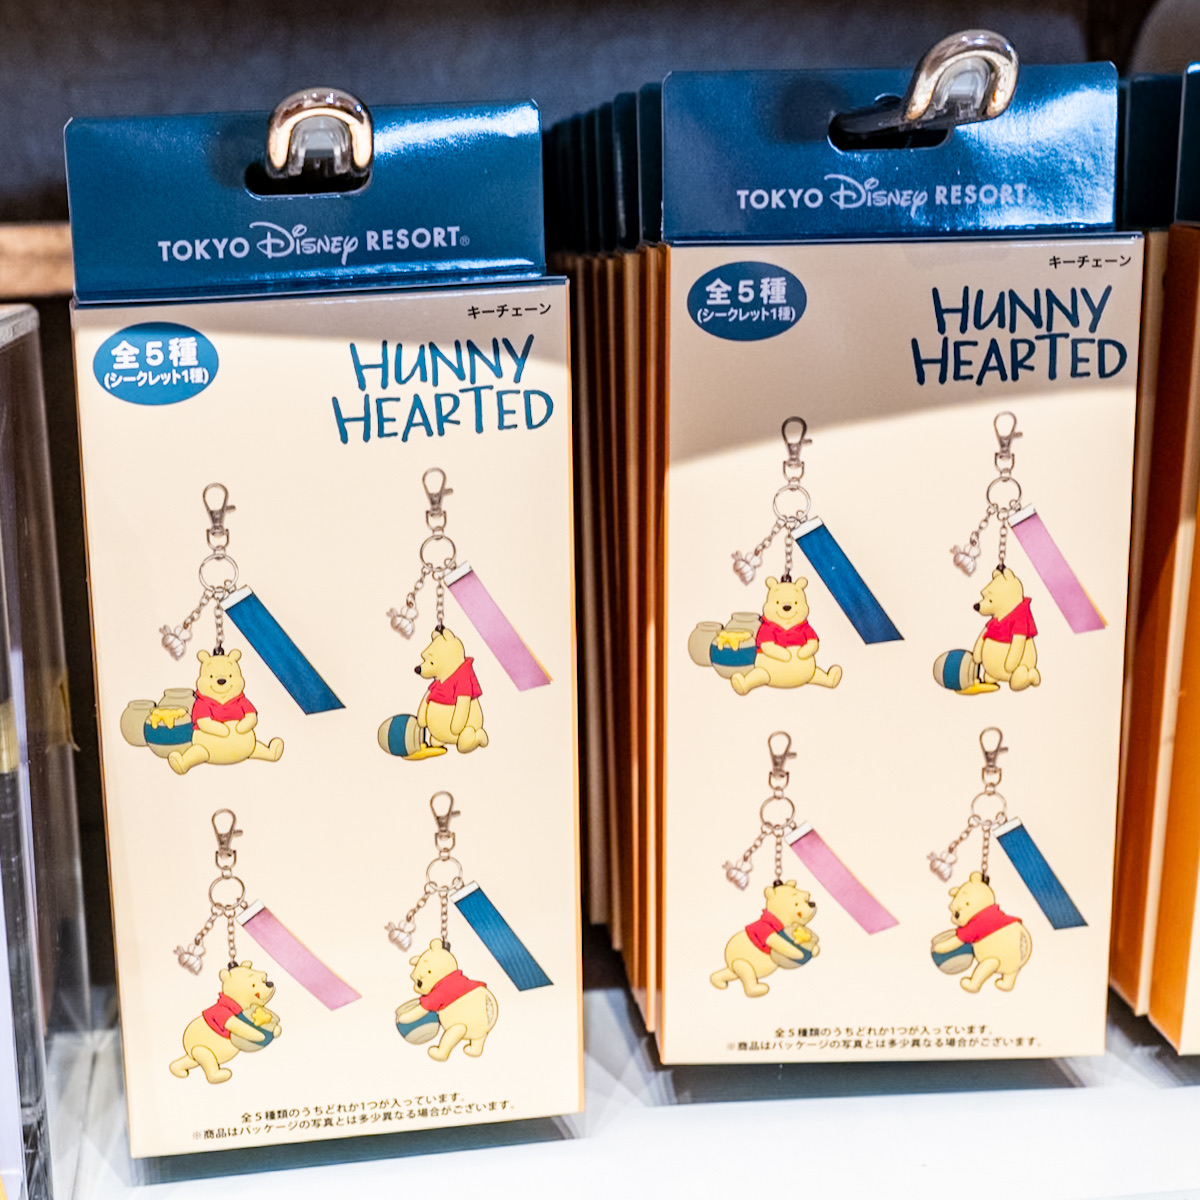 TOKYO Disney RESORT®
キーチェーン
全5種
(シークレット1種)
HUNNY
HEARTED
全5種類のうちどれか1つが入っています。
※商品はパッケージの写真とは多少異なる場合がございます。
TOKYO Disney RESORT®
キーチェーン
全5種
(シークレット1種)
HUNNY
HEARTED
全5種類のうちどれか1つが入っています。
※商品はパッケージの写真とは多少異なる場合がございます。